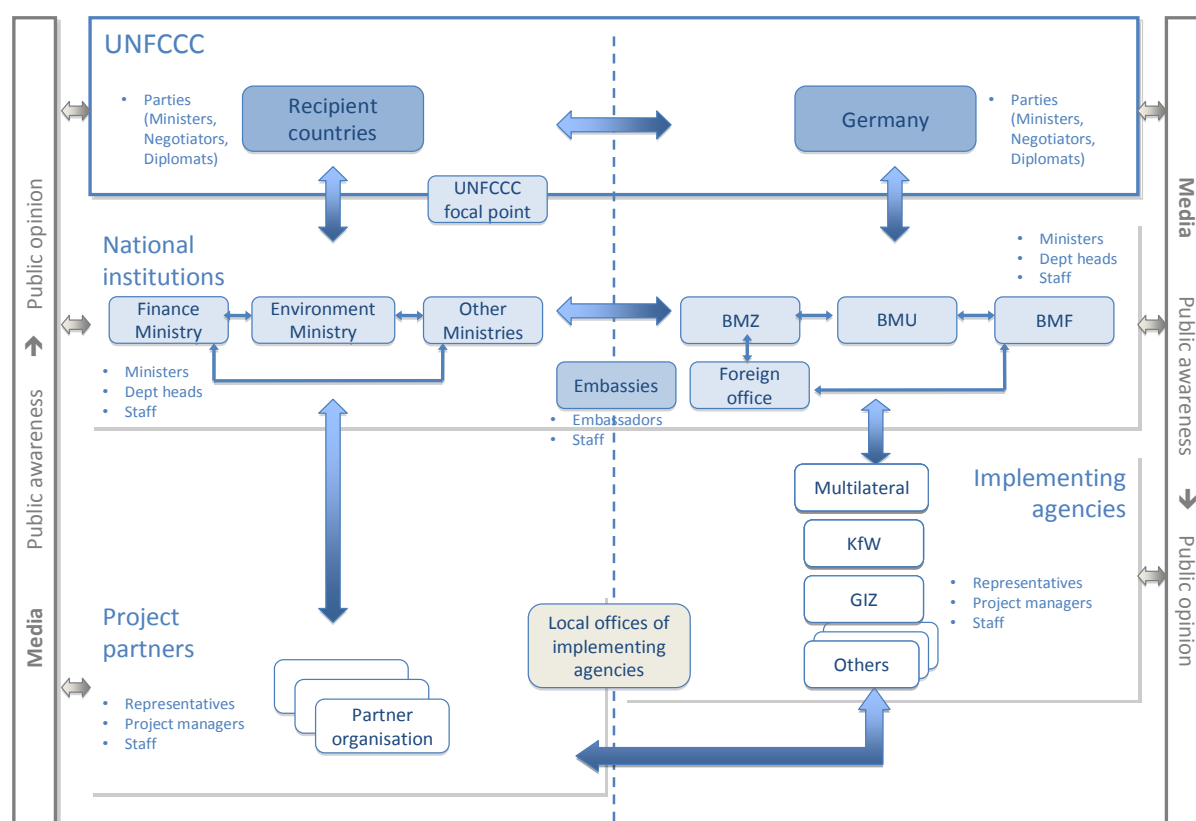 UNFCCC
• Parties
(Ministers,
Negotiators,
Diplomats)
Recipient
countries
Germany
• Parties
(Ministers,
Negotiators,
Diplomats)
UNFCCC
focal point
National
institutions
• Ministers
• Dept heads
• Staff
Finance
Ministry
Environment
Ministry
Other
Ministries
BMZ
BMU
BMF
• Ministers
• Dept heads
• Staff
Embassies
• Embassadors
• Staff
Foreign
office
Implementing
agencies
Multilateral
KfW
GIZ
Others
• Representatives
• Project managers
• Staff
Local offices of
implementing
agencies
Project
partners
• Representatives
• Project managers
• Staff
Partner
organisation
Media Public awareness → Public opinion
Media Public awareness → Public opinion